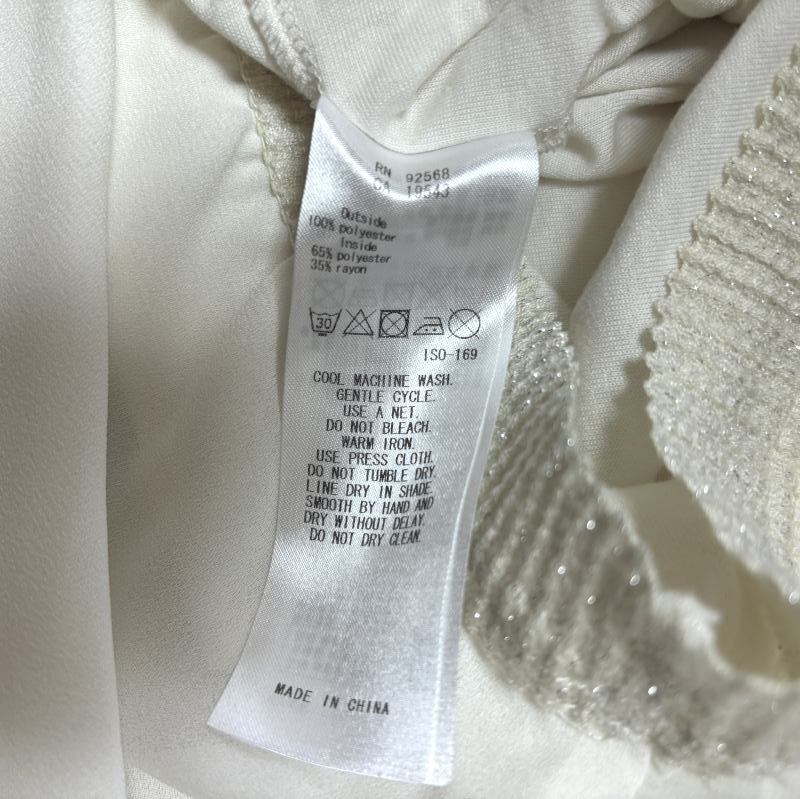 RN 92568
CA 19543
Outside
100% polyester
Inside
65% polyester
35% rayon
30
ISO-169
COOL MACHINE WASH.
GENTLE CYCLE.
USE A NET.
DO NOT BLEACH.
WARM IRON.
USE PRESS CLOTH.
DO NOT TUMBLE DRY.
LINE DRY IN SHADE.
SMOOTH BY HAND AND
DRY WITHOUT DELAY.
DO NOT DRY CLEAN.
MADE IN CHINA